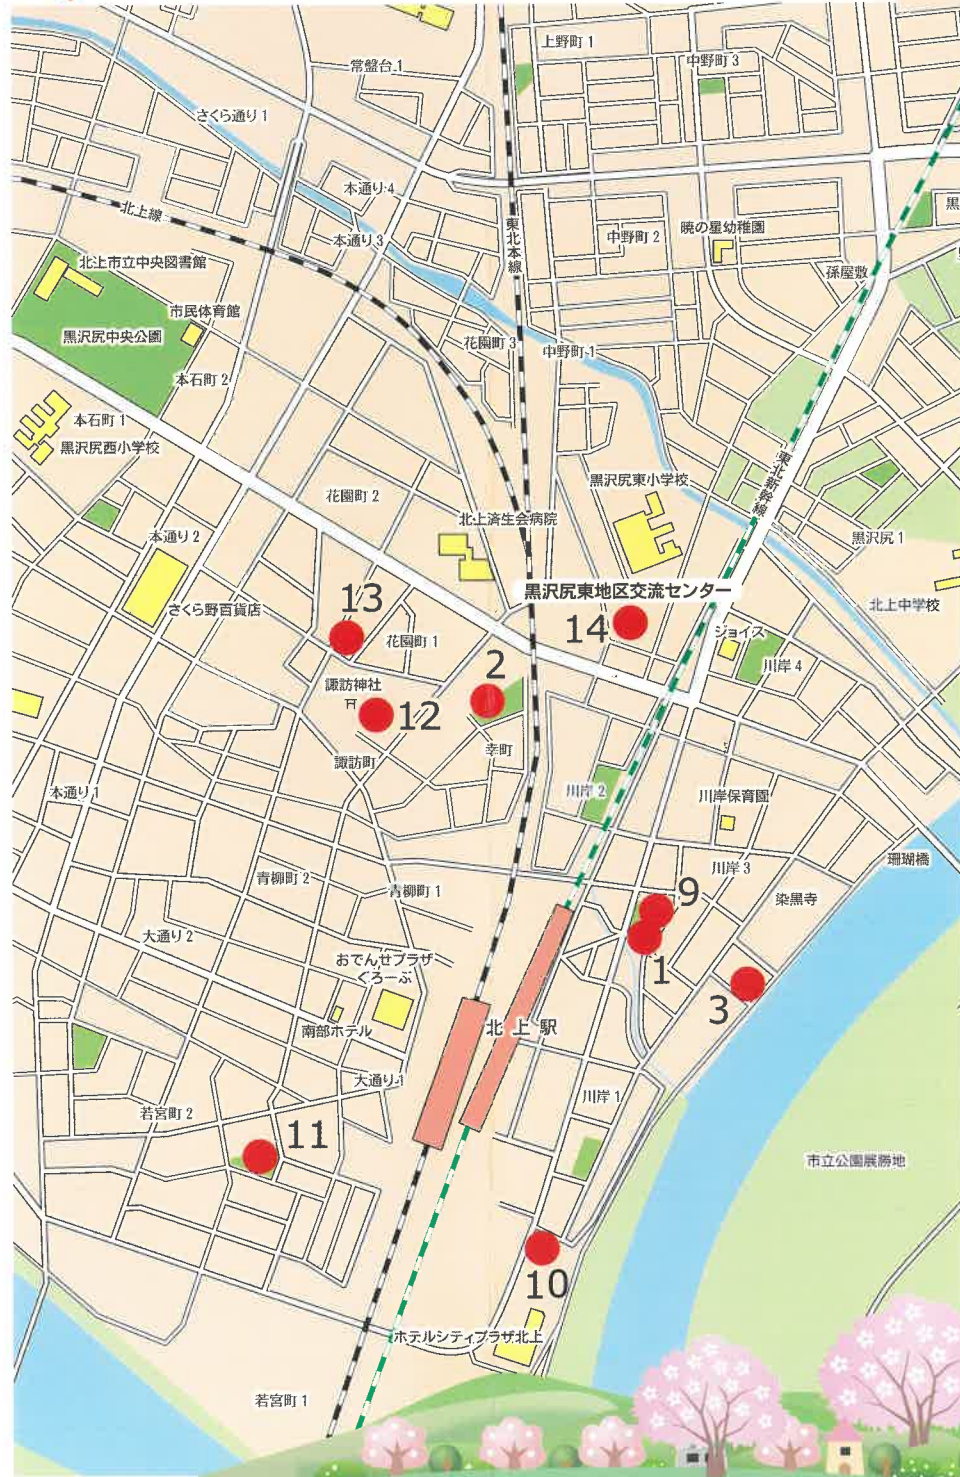 上野町 1
中野町 3
常盤台 1
さくら通り 1
本通り 4
北上線
本通り 3
東北本線
中野町 2
暁の星幼稚園
黒
北上市立中央図書館
孫屋敷
市民体育館
黒沢尻中央公園
花園町 3
中野町 1
本石町 2
本石町 1
黒沢尻西小学校
東北新幹線
黒沢尻東小学校
花園町 2
北上済生会病院
本通り 2
黒沢尻 1
さくら野百貨店
13
黒沢尻東地区交流センター
北上中学校
14
花園町 1
ジョイス
川岸 4
2
諏訪神社
12
諏訪町
幸町
本通り 1
川岸 2
川岸保育園
青柳町 2
青柳町 1
川岸 3
珊瑚橋
9
染黒寺
大通り 2
おでんせプラザ
ぐろーぶ
1
3
南部ホテル
北上駅
大通り 1
川岸 1
若宮町 2
11
市立公園展勝地
10
ホテルシティプラザ北上
若宮町 1